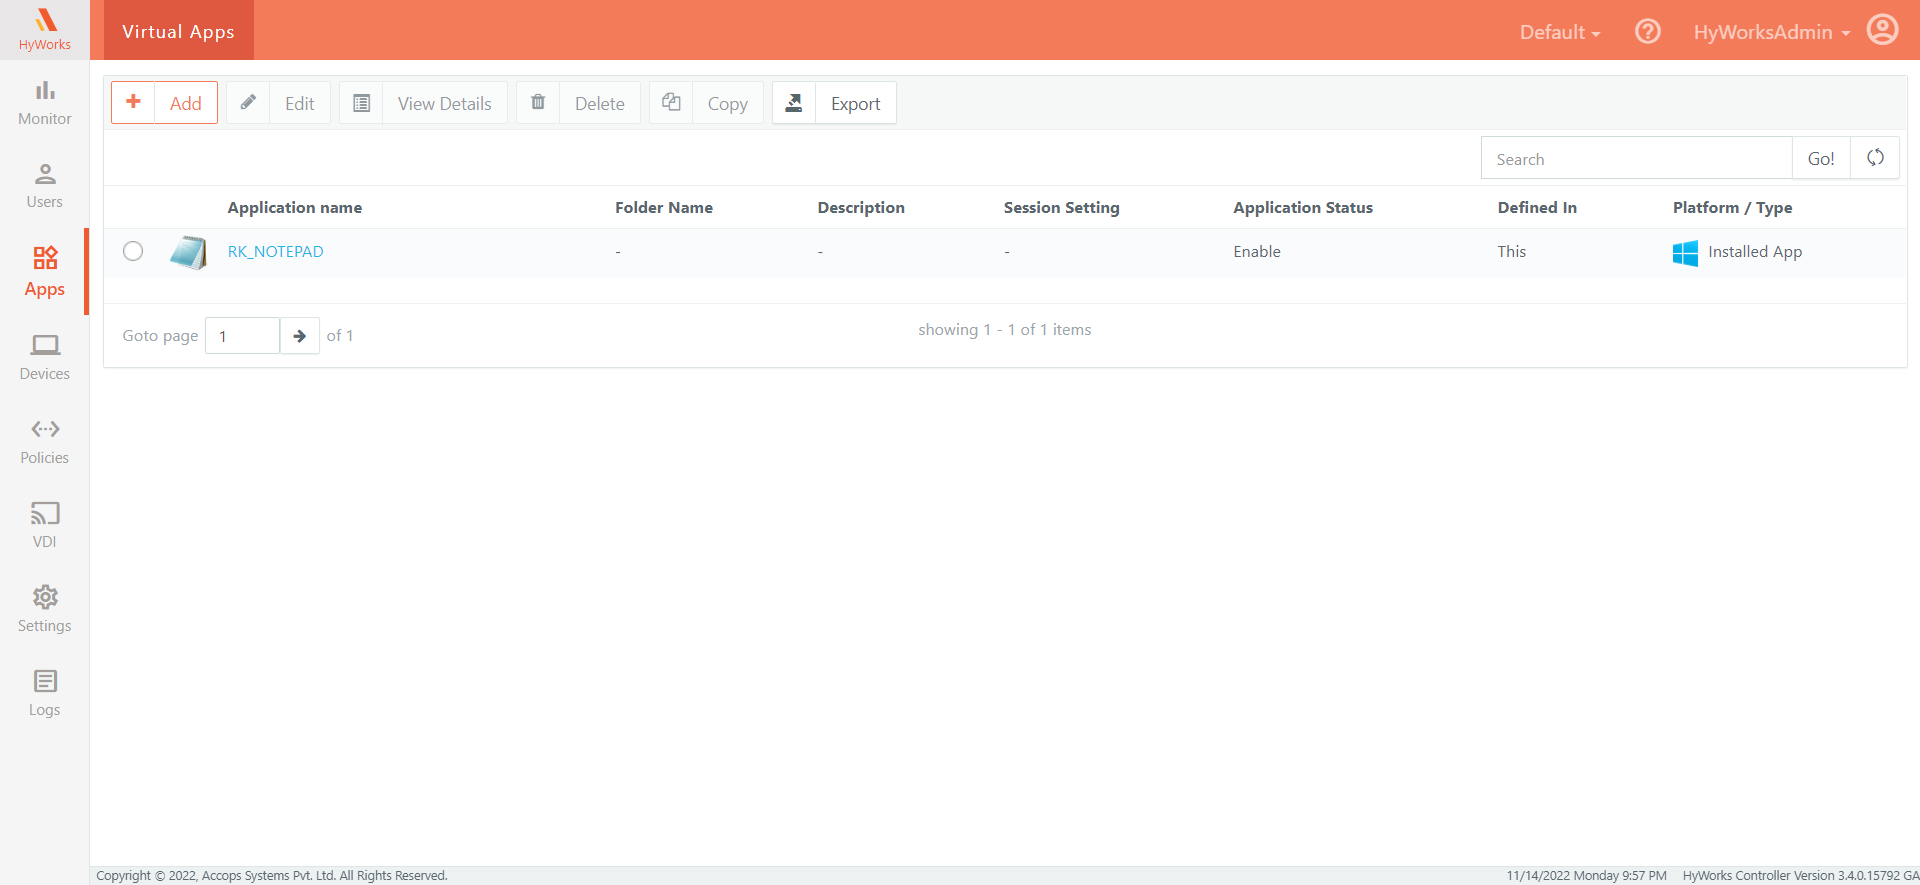 HyWorks
Virtual Apps
Default
HyWorksAdmin
Monitor
Users
Apps
Devices
Policies
VDI
Settings
Logs
Add
Edit
View Details
Delete
Copy
Export
Search
Go!
Application name
Folder Name
Description
Session Setting
Application Status
Defined In
Platform / Type
RK_NOTEPAD
-
-
-
Enable
This
Installed App
Goto page
1
of 1
showing 1 - 1 of 1 items
Copyright © 2022, Accops Systems Pvt. Ltd. All Rights Reserved.
11/14/2022 Monday 9:57 PM
HyWorks Controller Version 3.4.0.15792 GA